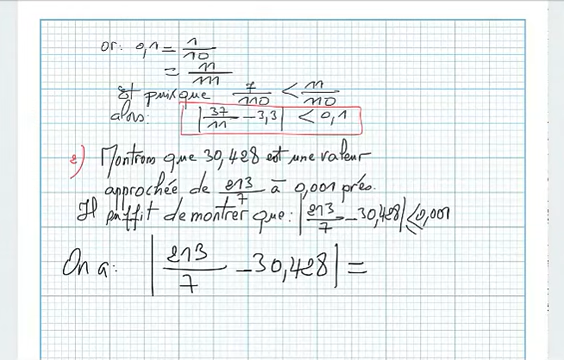 or: 0,1 = 1/10
= 11/110
Et puisque 7/110 < 11/110
alors: |37/11 - 3,3| < 0,1
2) Montrons que 30,428 est une valeur
approchée de 213/7 à 0,001 près.
Il suffit de montrer que: |213/7 - 30,428| ≤ 0,001
On a: |213/7 - 30,428| =